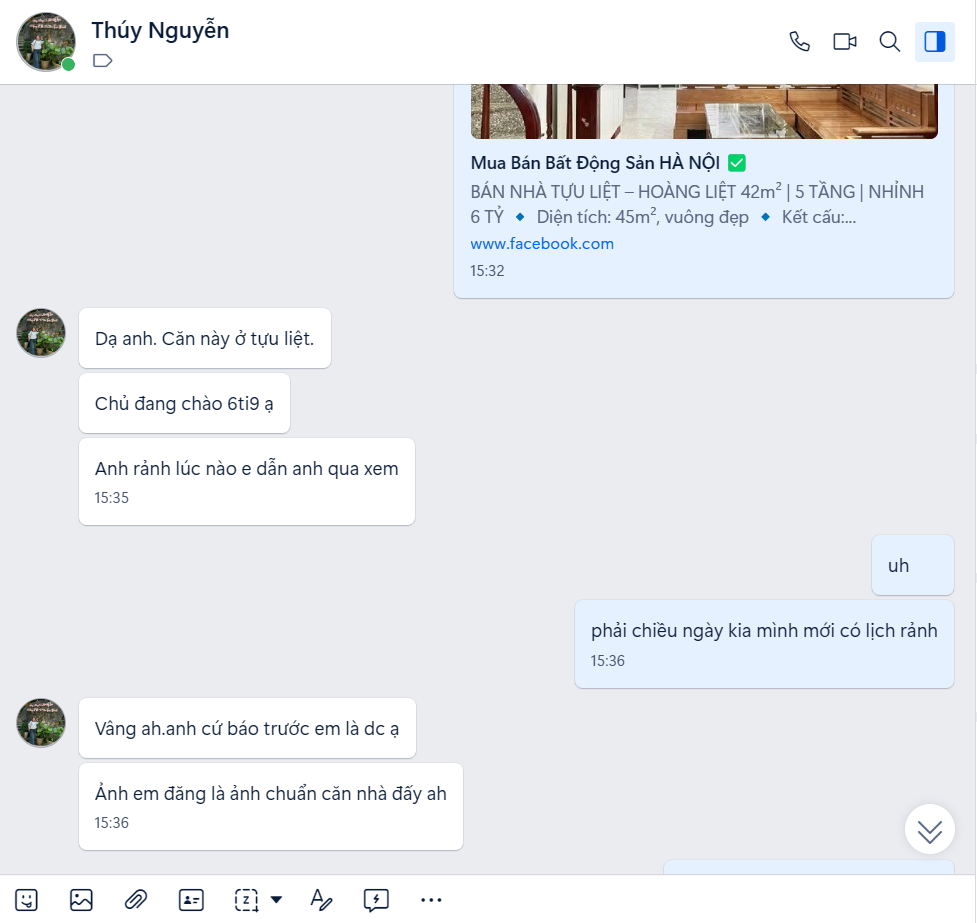 Thúy Nguyễn
Mua Bán Bất Động Sản HÀ NỘI ✅
BÁN NHÀ TỰU LIỆT – HOÀNG LIỆT 42m² | 5 TẦNG | NHỈNH
6 TỶ 🔹 Diện tích: 45m², vuông đẹp 🔹 Kết cấu:...
www.facebook.com
15:32
Dạ anh. Căn này ở tựu liệt.
Chủ đang chào 6ti9 ạ
Anh rảnh lúc nào e dẫn anh qua xem
15:35
uh
phải chiều ngày kia mình mới có lịch rảnh
15:36
Vâng ah.anh cứ báo trước em là dc ạ
Ảnh em đăng là ảnh chuẩn căn nhà đấy ah
15:36